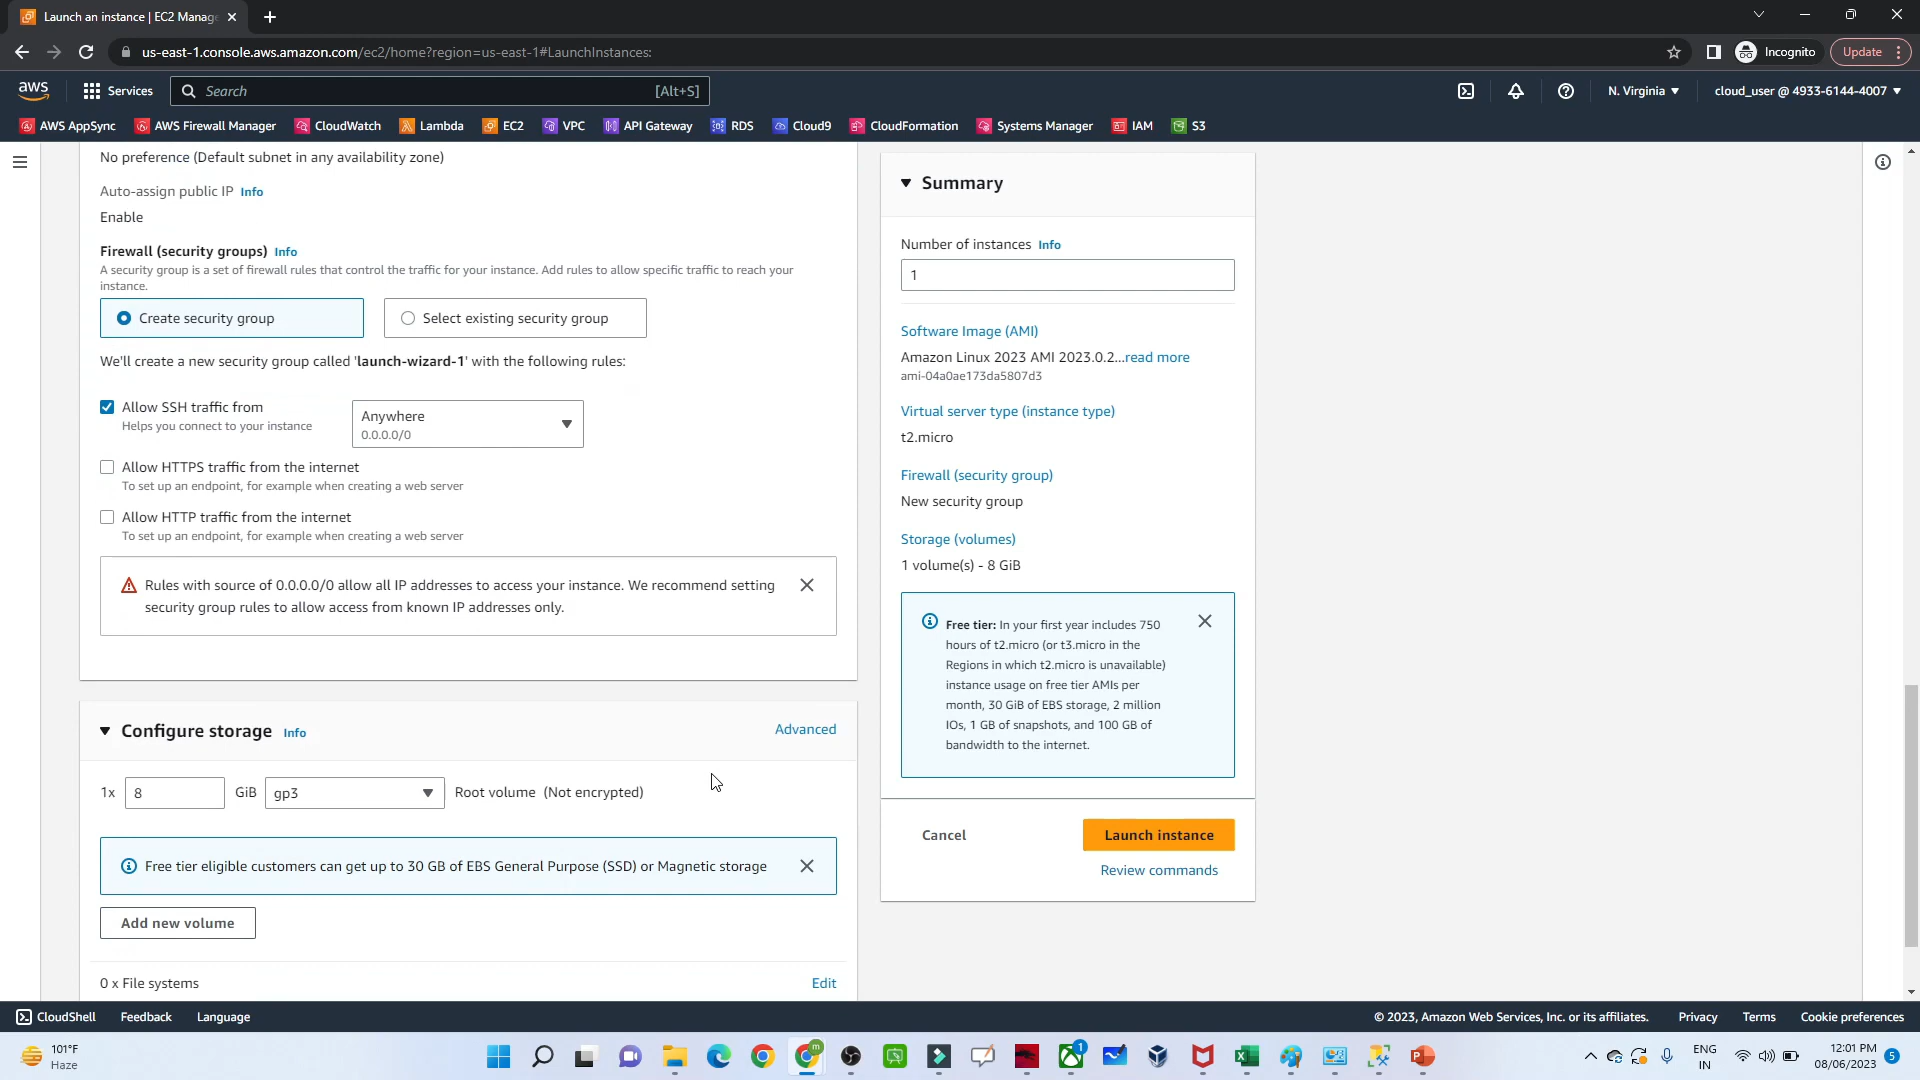 Launch an instance | EC2 Manage
us-east-1.console.aws.amazon.com/ec2/home?region=us-east-1#LaunchInstances:
Incognito
Update
aws
Services
Search
[Alt+S]
N. Virginia
cloud_user @ 4933-6144-4007
AWS AppSync
AWS Firewall Manager
CloudWatch
Lambda
EC2
VPC
API Gateway
RDS
Cloud9
CloudFormation
Systems Manager
IAM
S3
No preference (Default subnet in any availability zone)
Auto-assign public IP Info
Enable
Firewall (security groups) Info
A security group is a set of firewall rules that control the traffic for your instance. Add rules to allow specific traffic to reach your
instance.
Create security group
Select existing security group
We'll create a new security group called 'launch-wizard-1' with the following rules:
Allow SSH traffic from
Helps you connect to your instance
Anywhere
0.0.0.0/0
Allow HTTPS traffic from the internet
To set up an endpoint, for example when creating a web server
Allow HTTP traffic from the internet
To set up an endpoint, for example when creating a web server
Rules with source of 0.0.0.0/0 allow all IP addresses to access your instance. We recommend setting
security group rules to allow access from known IP addresses only.
Configure storage Info
Advanced
1x
8
GiB
gp3
Root volume (Not encrypted)
Free tier eligible customers can get up to 30 GB of EBS General Purpose (SSD) or Magnetic storage
Add new volume
0 x File systems
Edit
Summary
Number of instances Info
1
Software Image (AMI)
Amazon Linux 2023 AMI 2023.0.2...read more
ami-04a0ae173da5807d3
Virtual server type (instance type)
t2.micro
Firewall (security group)
New security group
Storage (volumes)
1 volume(s) - 8 GiB
Free tier: In your first year includes 750
hours of t2.micro (or t3.micro in the
Regions in which t2.micro is unavailable)
instance usage on free tier AMIs per
month, 30 GiB of EBS storage, 2 million
IOs, 1 GB of snapshots, and 100 GB of
bandwidth to the internet.
Cancel
Launch instance
Review commands
CloudShell
Feedback
Language
© 2023, Amazon Web Services, Inc. or its affiliates.
Privacy
Terms
Cookie preferences
101°F
Haze
m
1
ENG
IN
12:01 PM
08/06/2023
5